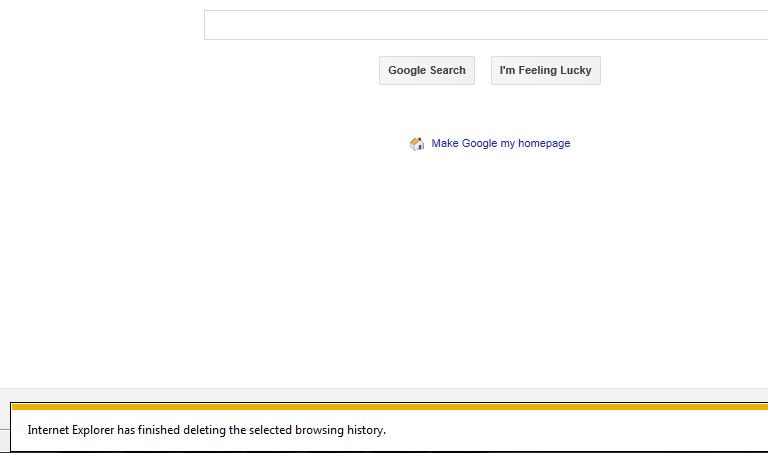 Google Search
I'm Feeling Lucky
Make Google my homepage
Internet Explorer has finished deleting the selected browsing history.